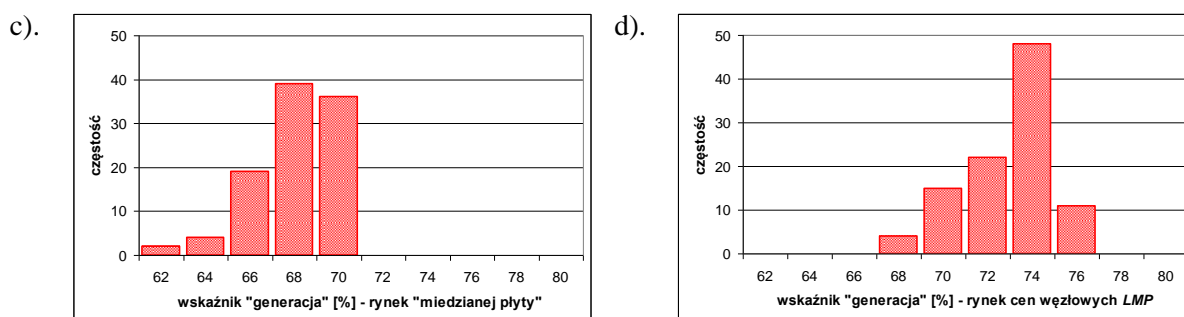 c).
50
40
30
20
10
0
częstość
62 64 66 68 70 72 74 76 78 80
wskaźnik "generacja" [%] - rynek "miedzianej płyty"
d).
50
40
30
20
10
0
częstość
62 64 66 68 70 72 74 76 78 80
wskaźnik "generacja" [%] - rynek cen węzłowych LMP